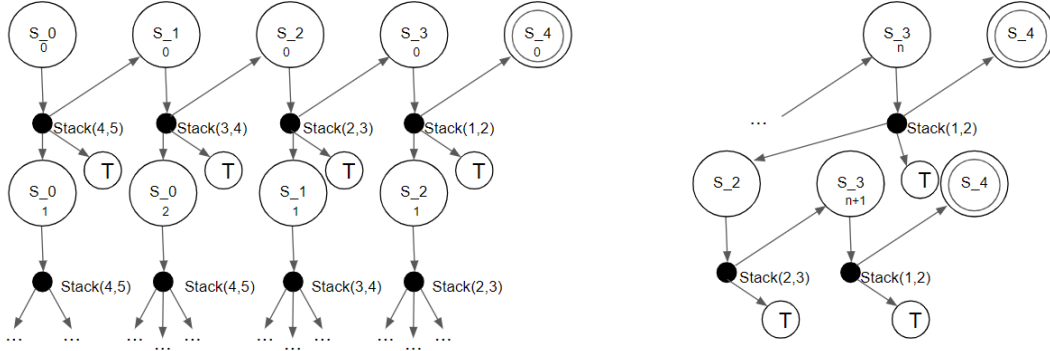 S_0 S_1 S_2 S_3 S_4
0 0 0 0 0
Stack(4,5) Stack(3,4) Stack(2,3) Stack(1,2)
T T T T
S_0 S_0 S_1 S_2
1 2 1 1
Stack(4,5) Stack(4,5) Stack(3,4) Stack(2,3)
... ... ... ... ... ... ... ... ... ... ...
S_3 S_4
n
... Stack(1,2)
T
S_2 S_3 S_4
n+1
Stack(2,3) Stack(1,2)
T T